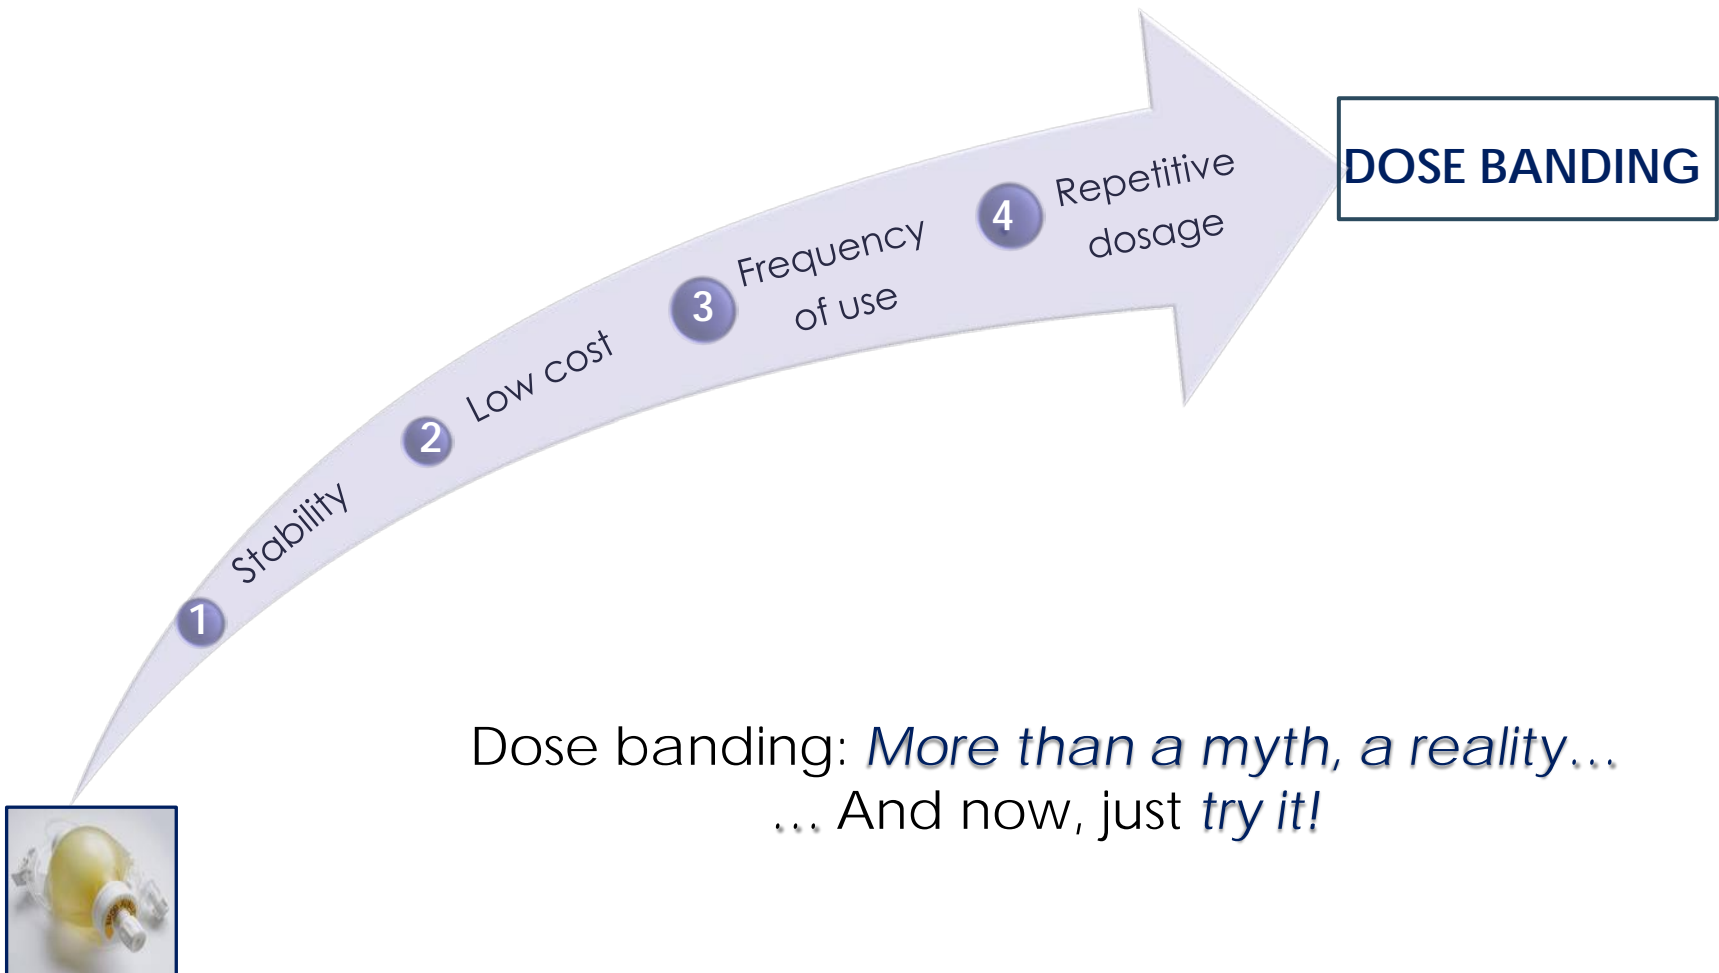 DOSE BANDING
4
Repetitive
dosage
3
Frequency
of use
2
Low cost
1
Stability
Dose banding: More than a myth, a reality…
… And now, just try it!